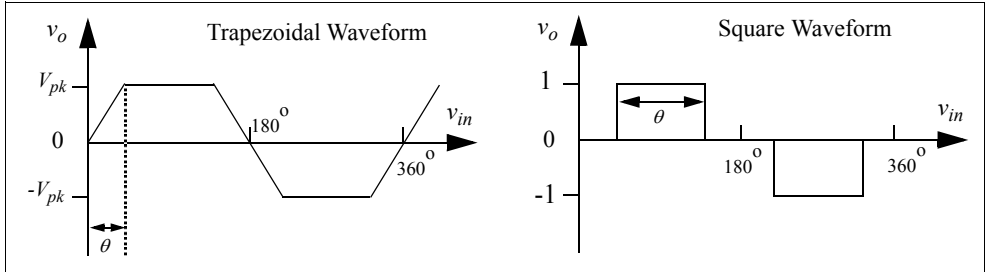 Trapezoidal Waveform
v_o
V_pk
0
-V_pk
θ
180°
360°
v_in
Square Waveform
v_o
1
0
-1
θ
180°
360°
v_in